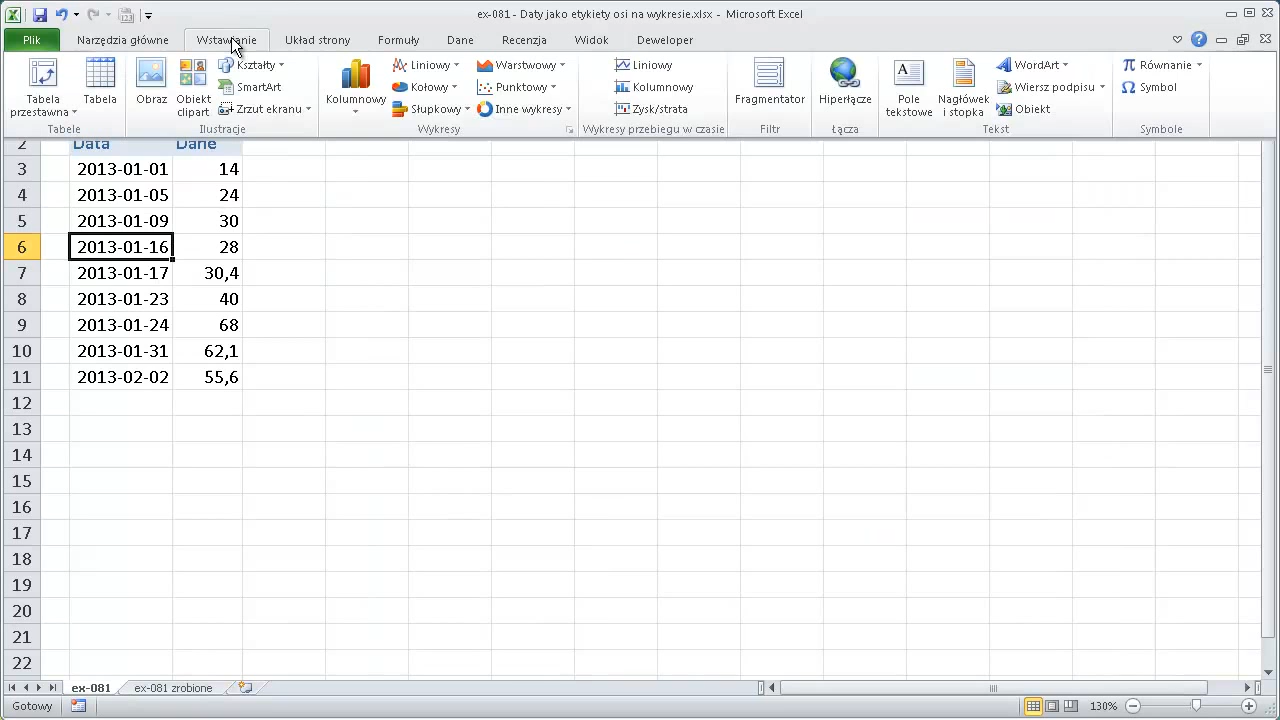 ex-081 - Daty jako etykiety osi na wykresie.xlsx - Microsoft Excel
Plik Narzędzia główne Wstawianie Układ strony Formuły Dane Recenzja Widok Deweloper
Tabela przestawna Tabela Obraz Obiekt clipart Kształty SmartArt Zrzut ekranu Kolumnowy Liniowy Kołowy Słupkowy Warstwowy Punktowy Inne wykresy Liniowy Kolumnowy Zysk/strata Fragmentator Hiperłącze Pole tekstowe Nagłówek i stopka WordArt Wiersz podpisu Obiekt Równanie Symbol
Tabele Ilustracje Wykresy Wykresy przebiegu w czasie Filtr Łącza Tekst Symbole
2 Data Dane
3 2013-01-01 14
4 2013-01-05 24
5 2013-01-09 30
6 2013-01-16 28
7 2013-01-17 30,4
8 2013-01-23 40
9 2013-01-24 68
10 2013-01-31 62,1
11 2013-02-02 55,6
12
13
14
15
16
17
18
19
20
21
22
ex-081 ex-081 zrobione
Gotowy 130%